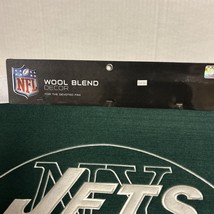 NFL
WOOL BLEND
DECOR
FOR THE DEVOTED FAN
NY
JETS